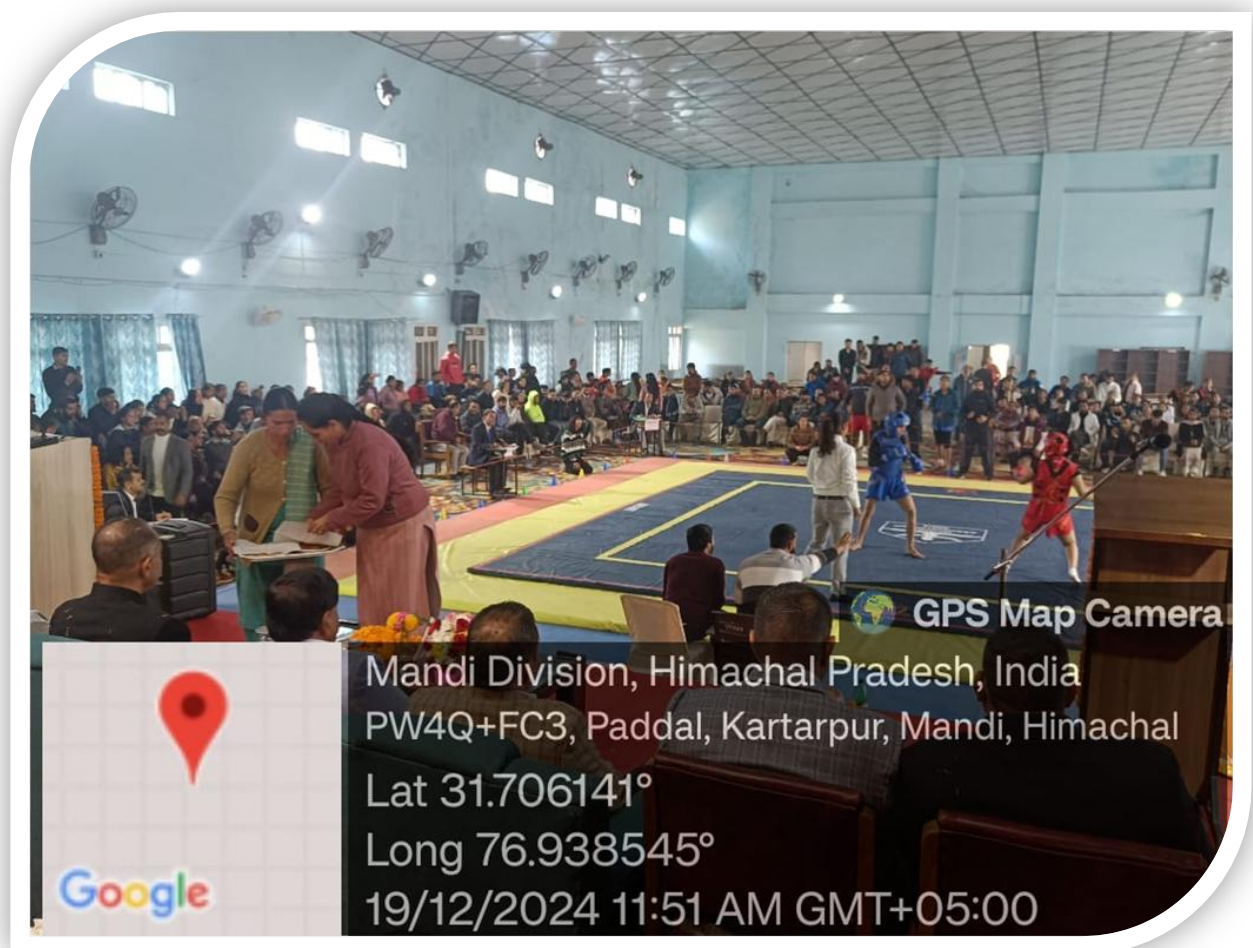 GPS Map Camera
Mandi Division, Himachal Pradesh, India
PW4Q+FC3, Paddal, Kartarpur, Mandi, Himachal
Lat 31.706141°
Long 76.938545°
19/12/2024 11:51 AM GMT+05:00
Google